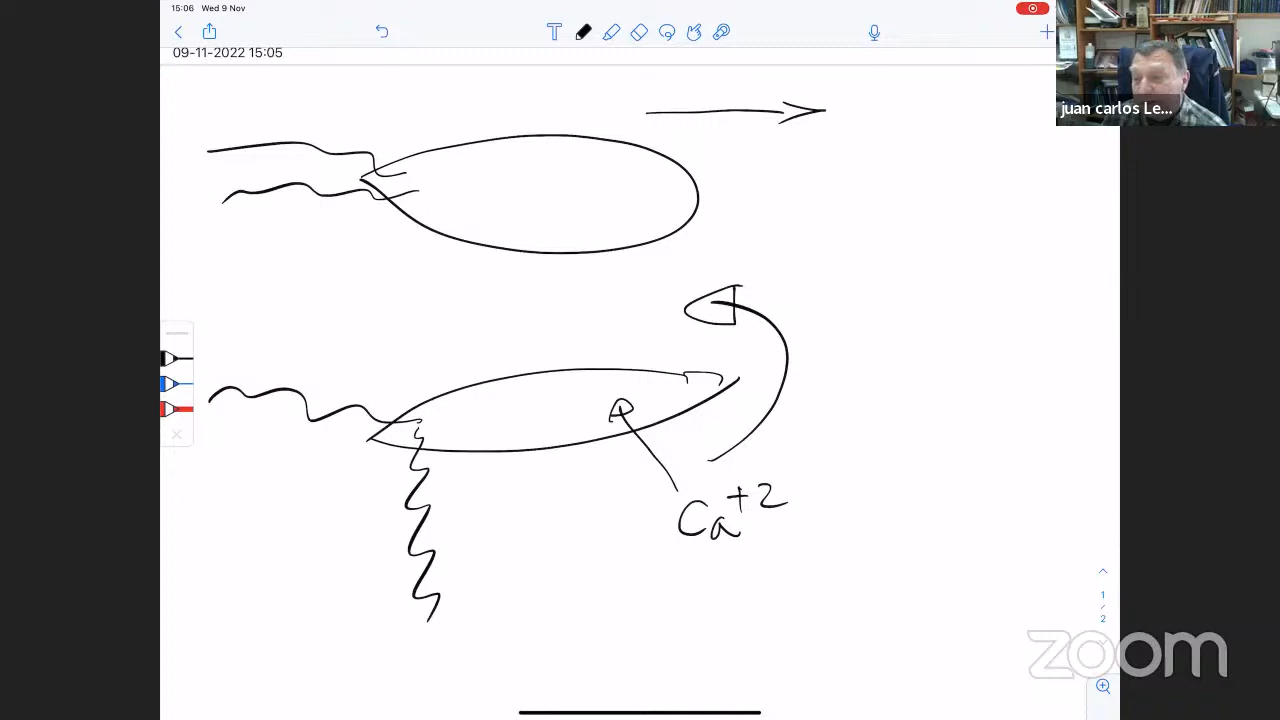 15:06 Wed 9 Nov
09-11-2022 15:05
juan carlos Le...
Ca+2
1
2
zoom